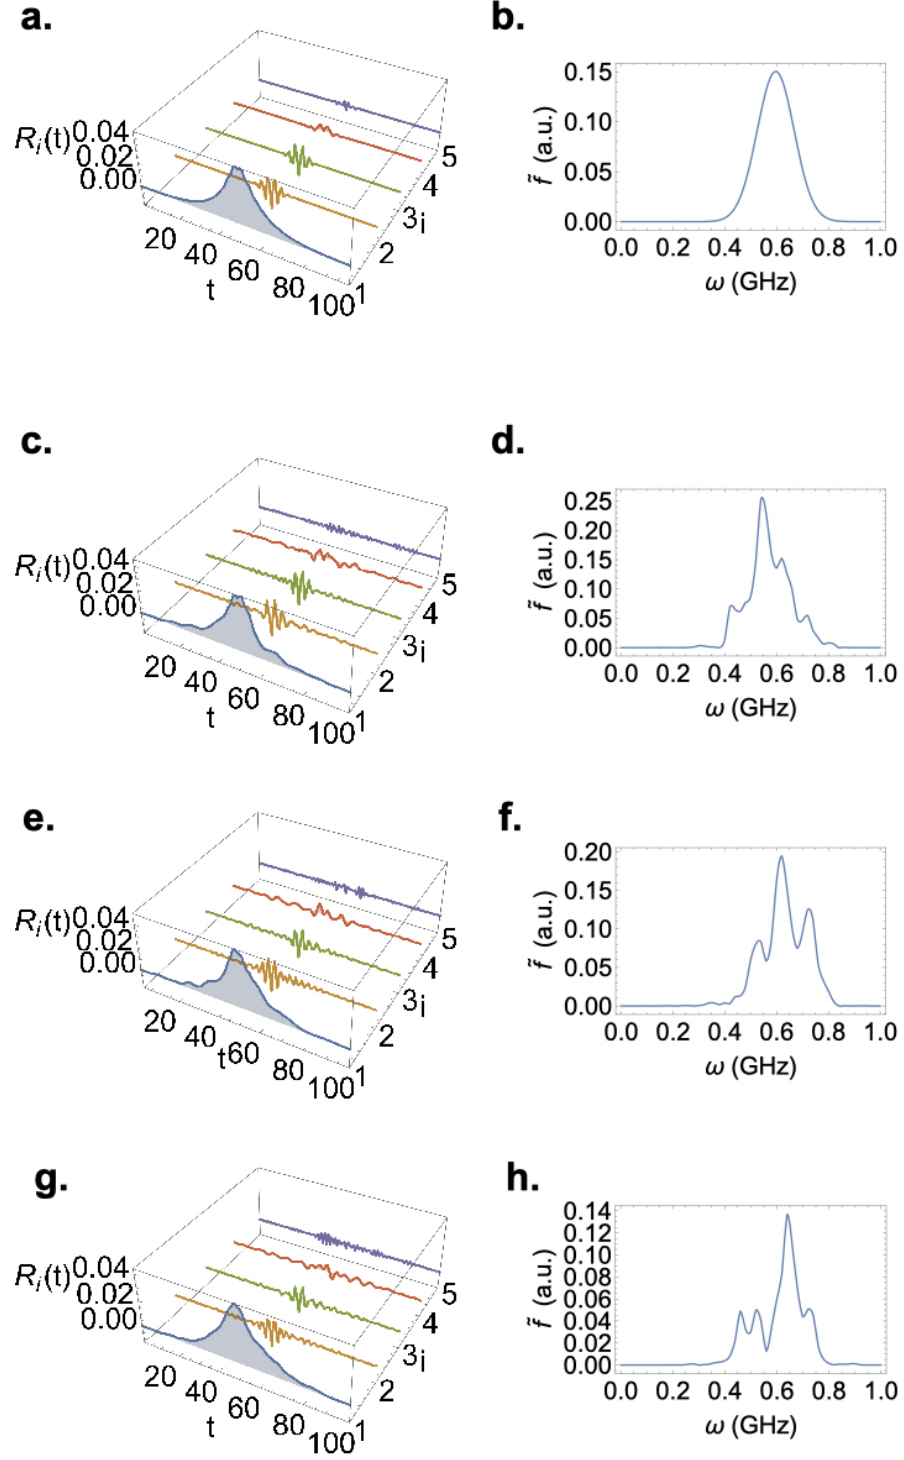 a.
R_i(t) 0.04
0.02
0.00
20
40
60
80
100
t
1
2
3
4
5
i
b.
0.15
0.10
0.05
0.00
f̃ (a.u.)
0.0 0.2 0.4 0.6 0.8 1.0
ω (GHz)
c.
R_i(t) 0.04
0.02
0.00
20
40
60
80
100
t
1
2
3
4
5
i
d.
0.25
0.20
0.15
0.10
0.05
0.00
f̃ (a.u.)
0.0 0.2 0.4 0.6 0.8 1.0
ω (GHz)
e.
R_i(t) 0.04
0.02
0.00
20
40
60
80
100
t
1
2
3
4
5
i
f.
0.20
0.15
0.10
0.05
0.00
f̃ (a.u.)
0.0 0.2 0.4 0.6 0.8 1.0
ω (GHz)
g.
R_i(t) 0.04
0.02
0.00
20
40
60
80
100
t
1
2
3
4
5
i
h.
0.14
0.12
0.10
0.08
0.06
0.04
0.02
0.00
f̃ (a.u.)
0.0 0.2 0.4 0.6 0.8 1.0
ω (GHz)